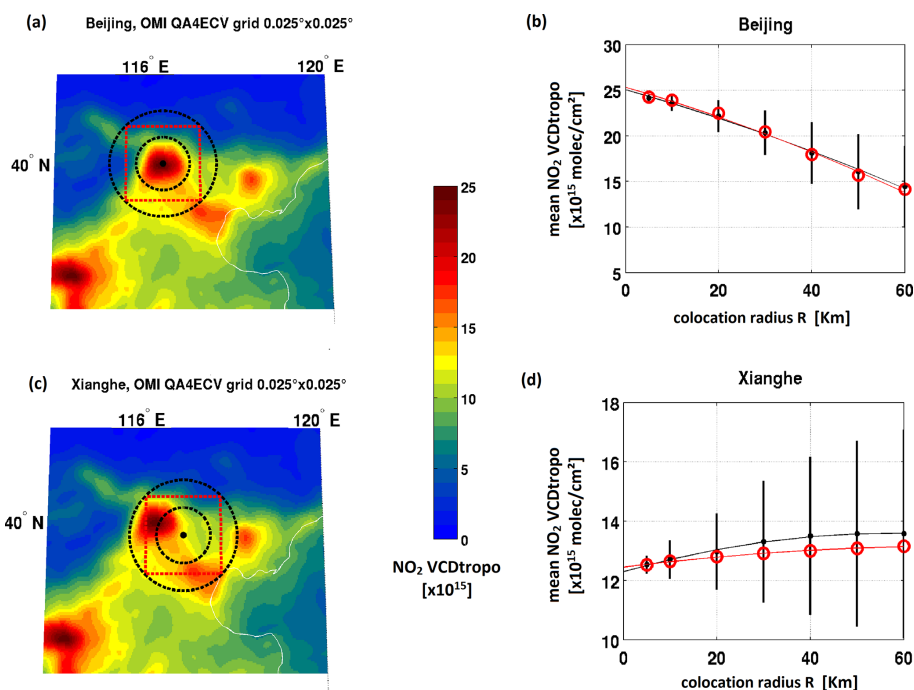 (a)
Beijing, OMI QA4ECV grid 0.025°x0.025°
116° E
120° E
40° N
(b)
Beijing
mean NO₂ VCDtropo
[x10¹⁵ molec/cm²]
30
25
20
15
10
5
0
20
40
60
colocation radius R [Km]
25
20
15
10
5
0
NO₂ VCDtropo
[x10¹⁵]
(c)
Xianghe, OMI QA4ECV grid 0.025°x0.025°
116° E
120° E
40° N
(d)
Xianghe
mean NO₂ VCDtropo
[x10¹⁵ molec/cm²]
18
16
14
12
10
0
20
40
60
colocation radius R [Km]